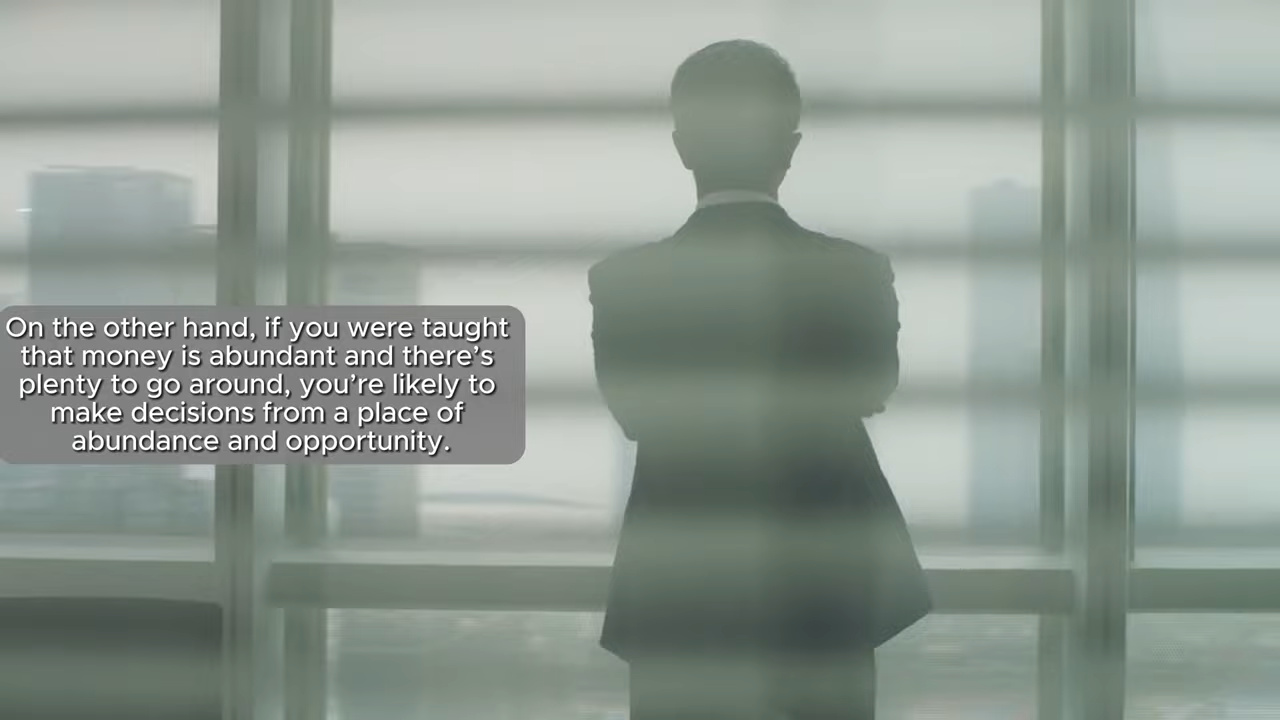 On the other hand, if you were taught
that money is abundant and there’s
plenty to go around, you’re likely to
make decisions from a place of
abundance and opportunity.